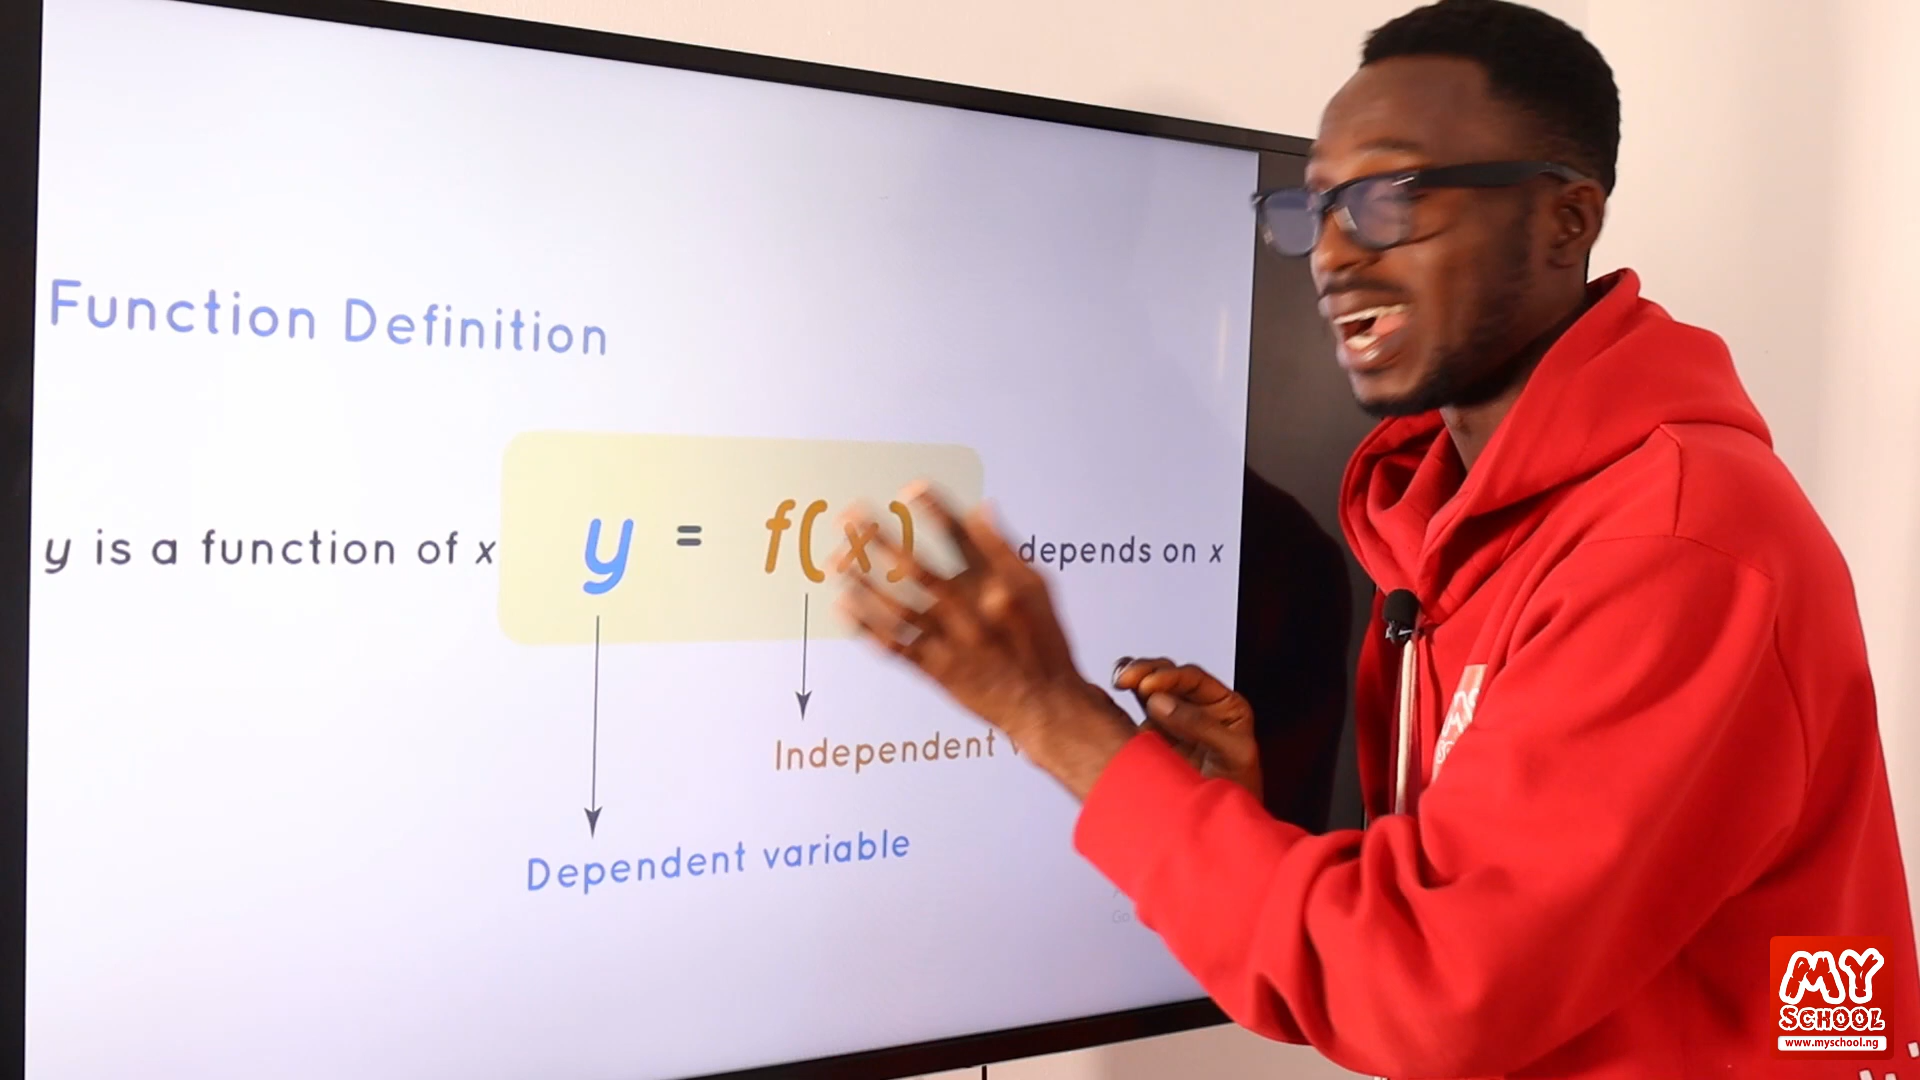 Function Definition
y is a function of x
y = f(x)
depends on x
Independent
Dependent variable
MY
SCHOOL
www.myschool.ng